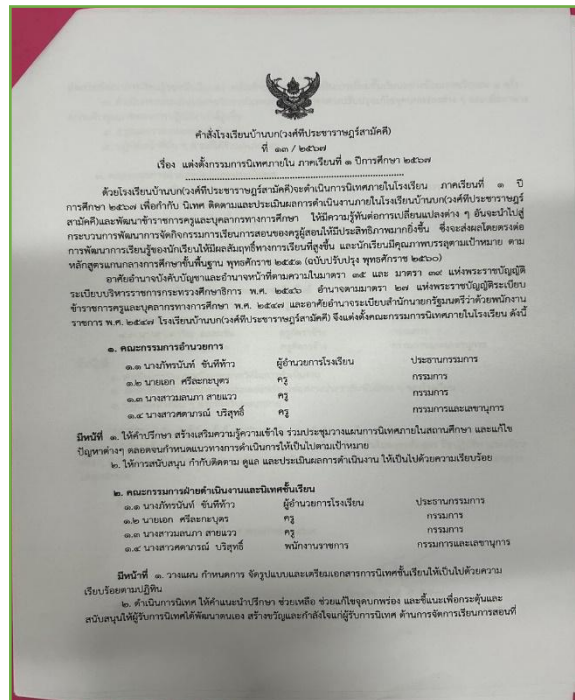 คำสั่งโรงเรียนบ้านบก(วงศ์ทีประชาราษฎร์สามัคคี)
ที่ ๑๓ / ๒๕๖๗
เรื่อง แต่งตั้งกรรมการนิเทศภายใน ภาคเรียนที่ ๑ ปีการศึกษา ๒๕๖๗
ด้วยโรงเรียนบ้านบก(วงศ์ทีประชาราษฎร์สามัคคี)จะดำเนินการนิเทศภายในโรงเรียน ภาคเรียนที่ ๑ ปี
การศึกษา ๒๕๖๗ เพื่อกำกับ นิเทศ ติดตามและประเมินผลการดำเนินงานภายในโรงเรียนบ้านบก(วงศ์ทีประชาราษฎร์
สามัคคี)และพัฒนาข้าราชการครูและบุคลากรทางการศึกษา ให้มีความรู้ทันต่อการเปลี่ยนแปลงต่าง ๆ อันจะนำไปสู่
กระบวนการพัฒนาการจัดกิจกรรมการเรียนการสอนของครูผู้สอนให้มีประสิทธิภาพมากยิ่งขึ้น ซึ่งจะส่งผลโดยตรงต่อ
การพัฒนาการเรียนรู้ของนักเรียนให้มีผลสัมฤทธิ์ทางการเรียนที่สูงขึ้น และนักเรียนมีคุณภาพบรรลุตามเป้าหมาย ตาม
หลักสูตรแกนกลางการศึกษาขั้นพื้นฐาน พุทธศักราช ๒๕๕๑ (ฉบับปรับปรุง พุทธศักราช ๒๕๖๐)
อาศัยอำนาจบังคับบัญชาและอำนาจหน้าที่ตามความในมาตรา ๓๕ และ มาตรา ๓๙ แห่งพระราชบัญญัติ
ระเบียบบริหารราชการกระทรวงศึกษาธิการ พ.ศ. ๒๕๔๖ อำนาจตามมาตรา ๒๗ แห่งพระราชบัญญัติระเบียบ
ข้าราชการครูและบุคลากรทางการศึกษา พ.ศ. ๒๕๔๗ และอาศัยอำนาจระเบียบสำนักนายกรัฐมนตรีว่าด้วยพนักงาน
ราชการ พ.ศ. ๒๕๔๗ โรงเรียนบ้านบก(วงศ์ทีประชาราษฎร์สามัคคี) จึงแต่งตั้งคณะกรรมการนิเทศภายในโรงเรียน ดังนี้
๑. คณะกรรมการอำนวยการ
๑.๑ นางภัทรนันท์ ขันทีท้าว ผู้อำนวยการโรงเรียน ประธานกรรมการ
๑.๒ นายเอก ศรีละกะบุตร ครู กรรมการ
๑.๓ นางสาวมลนภา สายแวว ครู กรรมการ
๑.๔ นางสาวศดาภรณ์ บริสุทธิ์ ครู กรรมการและเลขานุการ
มีหน้ที่ ๑. ให้คำปรึกษา สร้างเสริมความรู้ความเข้าใจ ร่วมประชุมวางแผนการนิเทศภายในสถานศึกษา และแก้ไข
ปัญหาต่างๆ ตลอดจนกำหนดแนวทางการดำเนินการให้เป็นไปตามเป้าหมาย
๒. ให้การสนับสนุน กำกับติดตาม ดูแล และประเมินผลการดำเนินงาน ให้เป็นไปด้วยความเรียบร้อย
๒. คณะกรรมการฝ่ายดำเนินงานและนิเทศชั้นเรียน
๑.๑ นางภัทรนันท์ ขันทีท้าว ผู้อำนวยการโรงเรียน ประธานกรรมการ
๑.๒ นายเอก ศรีละกะบุตร ครู กรรมการ
๑.๓ นางสาวมลนภา สายแวว ครู กรรมการ
๑.๔ นางสาวศดาภรณ์ บริสุทธิ์ พนักงานราชการ กรรมการและเลขานุการ
มีหน้าที่ ๑. วางแผน กำหนดการ จัดรูปแบบและเตรียมเอกสารการนิเทศชั้นเรียนให้เป็นไปด้วยความ
เรียบร้อยตามปฏิทิน
๒. ดำเนินการนิเทศ ให้คำแนะนำปรึกษา ช่วยเหลือ ช่วยแก้ไขจุดบกพร่อง และชี้แนะเพื่อกระตุ้นและ
สนับสนุนให้ผู้รับการนิเทศได้พัฒนาตนเอง สร้างขวัญและกำลังใจแก่ผู้รับการนิเทศ ด้านการจัดการเรียนการสอนที่